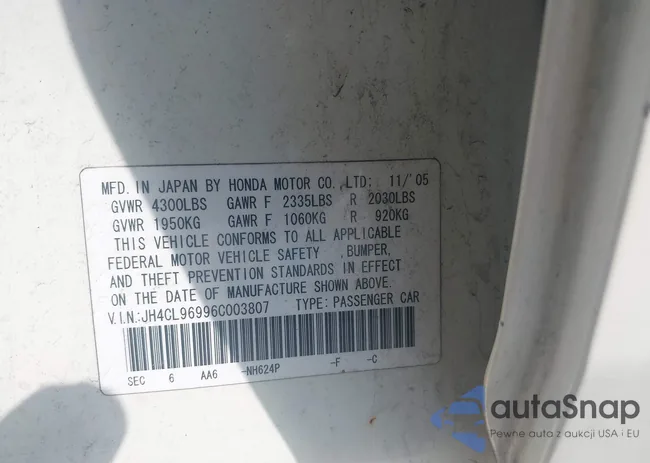 MFD. IN JAPAN BY HONDA MOTOR CO., LTD: 11/'05
GVWR 4300LBS GAWR F 2335LBS R 2030LBS
GVWR 1950KG GAWR F 1060KG R 920KG
THIS VEHICLE CONFORMS TO ALL APPLICABLE
FEDERAL MOTOR VEHICLE SAFETY ,BUMPER,
AND THEFT PREVENTION STANDARDS IN EFFECT
ON THE DATE OF MANUFACTURE SHOWN ABOVE.
V.I.N:JH4CL96996C003807 TYPE: PASSENGER CAR
SEC 6 AA6 -NH624P -F -C
autaSnap
Pewne auta z aukcji USA i EU